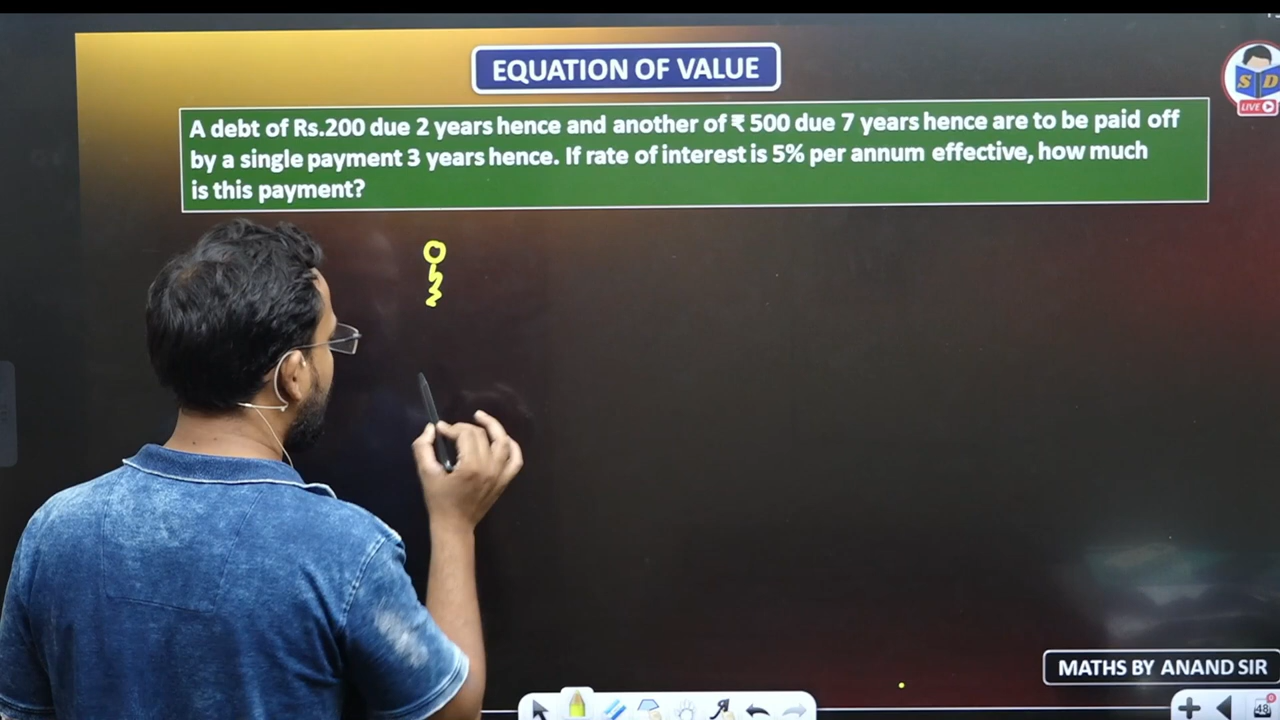 EQUATION OF VALUE
A debt of Rs.200 due 2 years hence and another of ₹ 500 due 7 years hence are to be paid off
by a single payment 3 years hence. If rate of interest is 5% per annum effective, how much
is this payment?
S D
LIVE
MATHS BY ANAND SIR
48